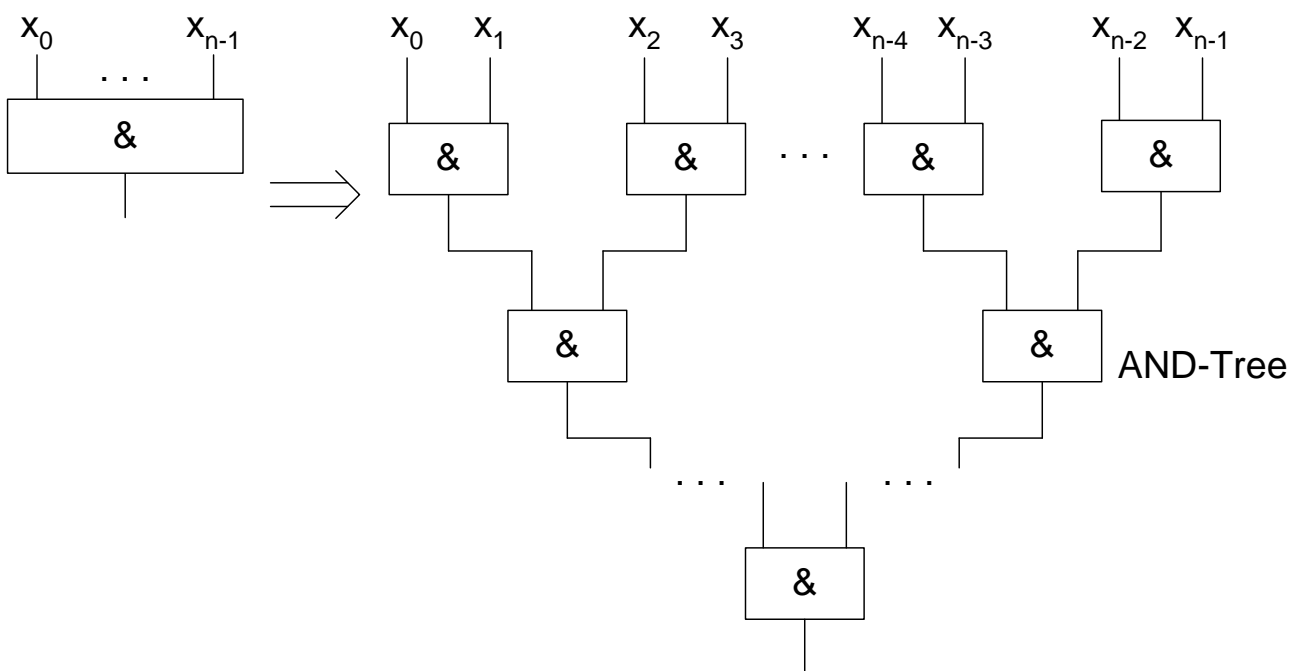 x₀ xₙ₋₁ x₀ x₁ x₂ x₃ xₙ₋₄ xₙ₋₃ xₙ₋₂ xₙ₋₁
. . .
& & & . . . & &
& & AND-Tree
. . . . . .
&